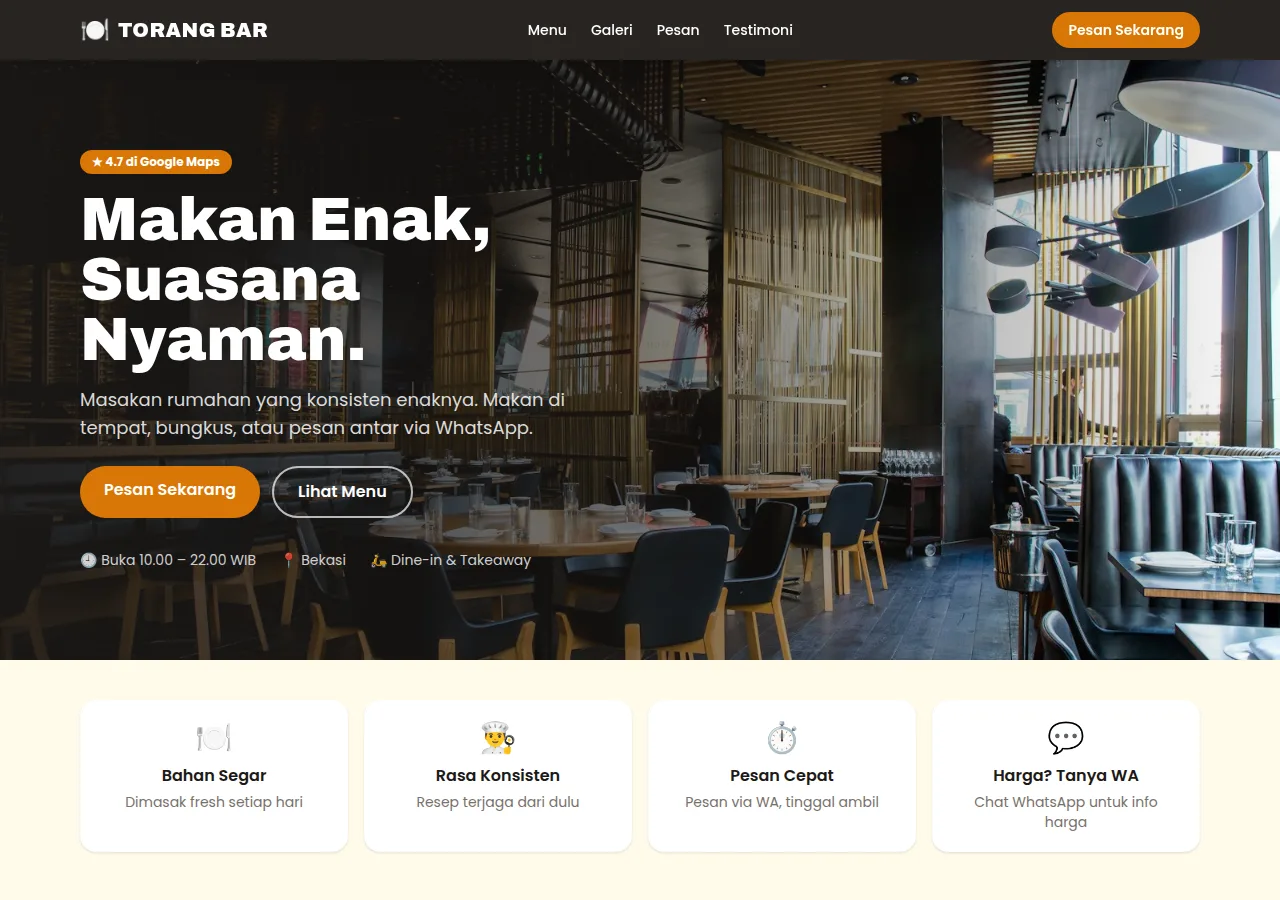 TORANG BAR
Menu Galeri Pesan Testimoni
Pesan Sekarang
★ 4.7 di Google Maps
Makan Enak,
Suasana
Nyaman.
Masakan rumahan yang konsisten enaknya. Makan di
tempat, bungkus, atau pesan antar via WhatsApp.
Pesan Sekarang
Lihat Menu
Buka 10.00 – 22.00 WIB
Bekasi
Dine-in & Takeaway
Bahan Segar
Dimasak fresh setiap hari
Rasa Konsisten
Resep terjaga dari dulu
Pesan Cepat
Pesan via WA, tinggal ambil
Harga? Tanya WA
Chat WhatsApp untuk info
harga